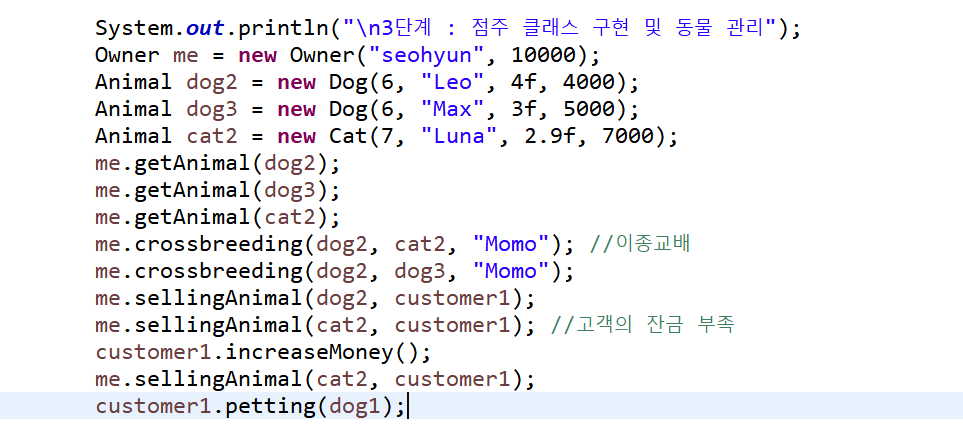 System.out.println("\n3단계 : 점주 클래스 구현 및 동물 관리");
Owner me = new Owner("seohyun", 10000);
Animal dog2 = new Dog(6, "Leo", 4f, 4000);
Animal dog3 = new Dog(6, "Max", 3f, 5000);
Animal cat2 = new Cat(7, "Luna", 2.9f, 7000);
me.getAnimal(dog2);
me.getAnimal(dog3);
me.getAnimal(cat2);
me.crossbreeding(dog2, cat2, "Momo"); //이종교배
me.crossbreeding(dog2, dog3, "Momo");
me.sellingAnimal(dog2, customer1);
me.sellingAnimal(cat2, customer1); //고객의 잔금 부족
customer1.increaseMoney();
me.sellingAnimal(cat2, customer1);
customer1.petting(dog1);